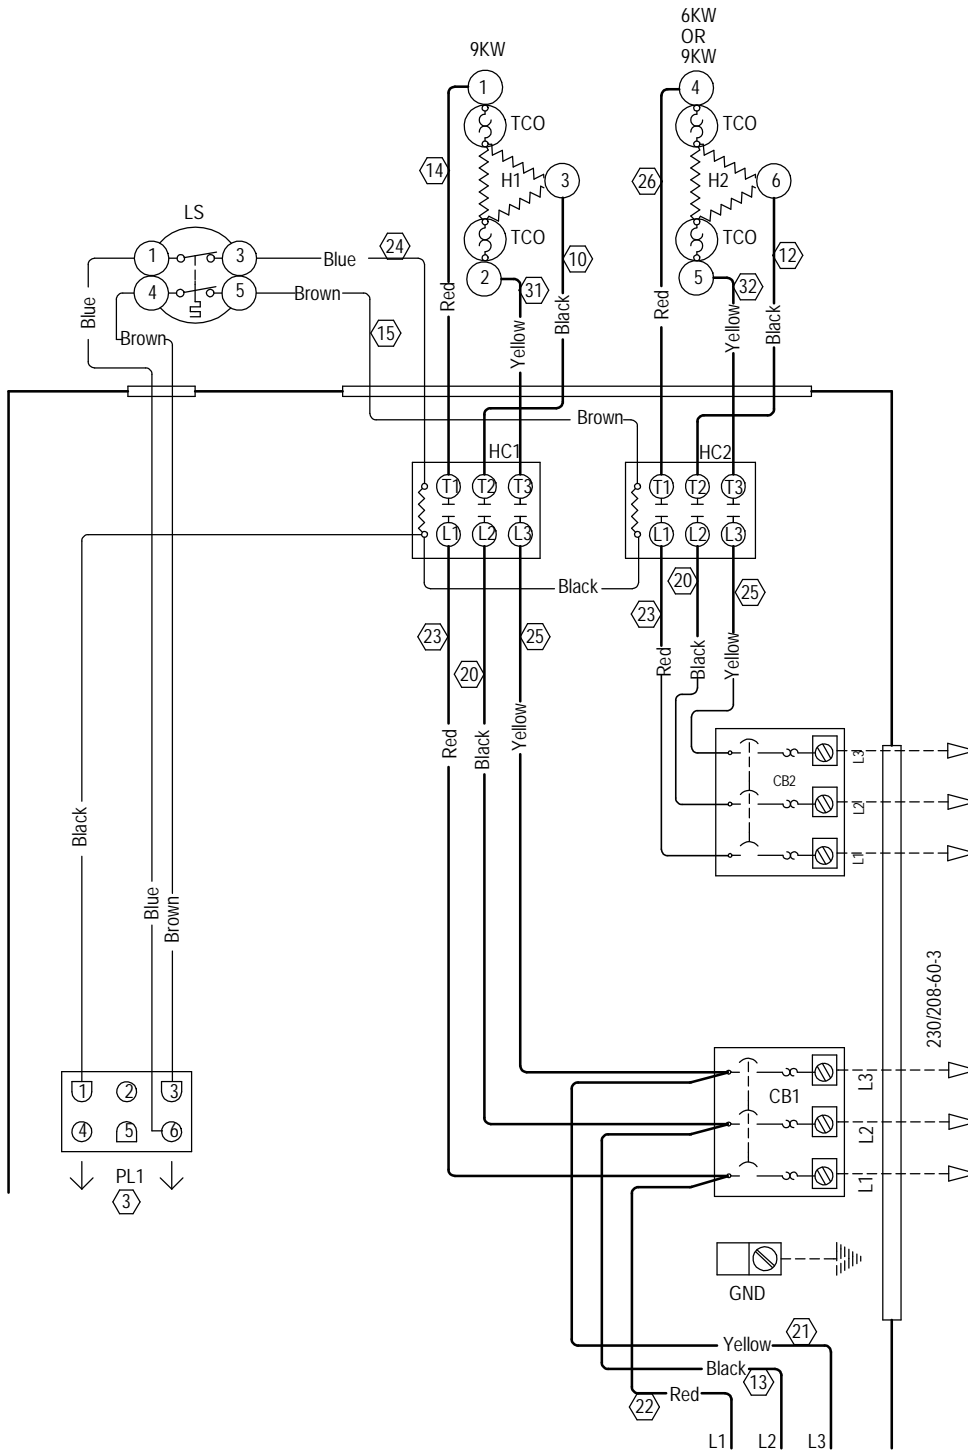 6KW
OR
9KW
9KW
1
4
TCO
TCO
14
H1
3
26
H2
6
LS
TCO
TCO
1
3
Blue
24
10
12
2
31
5
32
4
5
Brown
Red
Black
Red
Black
Blue
Brown
15
Yellow
Yellow
Brown
HC1
HC2
T1
T2
T3
T1
T2
T3
L1
L2
L3
L1
L2
L3
Black
20
25
23
23
25
20
Red
Black
Yellow
Red
Black
Yellow
L3
CB2
L2
Black
L1
Blue
Brown
230/208-60-3
1
2
3
L3
CB1
4
5
6
L2
PL1
L1
3
GND
Yellow
21
Black
13
22
Red
L1
L2
L3